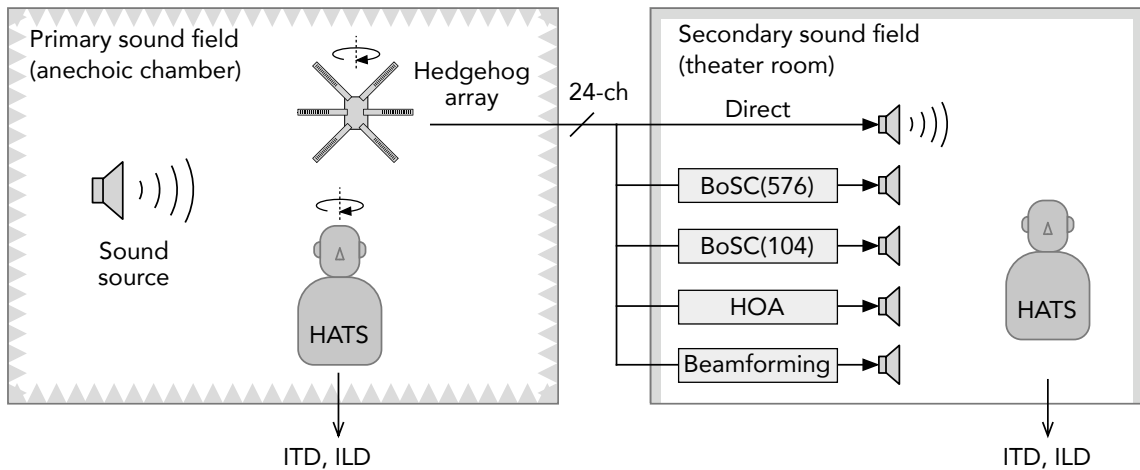 Primary sound field
(anechoic chamber)
Hedgehog
array
Sound
source
HATS
ITD, ILD
24-ch
Secondary sound field
(theater room)
Direct
BoSC(576)
BoSC(104)
HOA
Beamforming
HATS
ITD, ILD